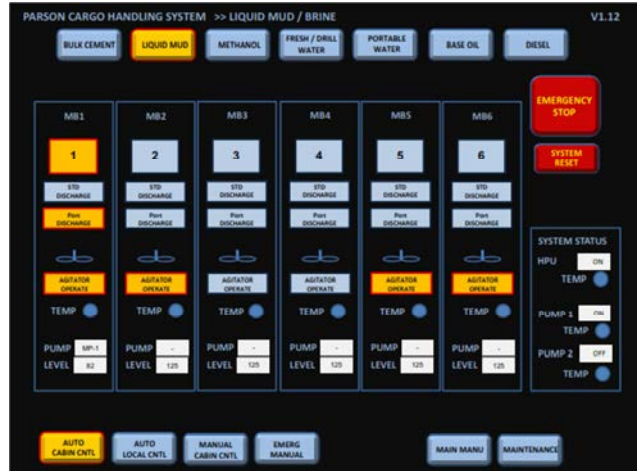 PARSON CARGO HANDLING SYSTEM >> LIQUID MUD / BRINE
V1.12
BULK CEMENT
LIQUID MUD
METHANOL
FRESH / DRILL
WATER
PORTABLE
WATER
BASE OIL
DIESEL
EMERGENCY
STOP
SYSTEM
RESET
MB1
1
STD
DISCHARGE
Port
DISCHARGE
AGITATOR
OPERATE
TEMP
PUMP MP-1
LEVEL 82
MB2
2
STD
DISCHARGE
Port
DISCHARGE
AGITATOR
OPERATE
TEMP
PUMP -
LEVEL 125
MB3
3
STD
DISCHARGE
Port
DISCHARGE
AGITATOR
OPERATE
TEMP
PUMP -
LEVEL 125
MB4
4
STD
DISCHARGE
Port
DISCHARGE
AGITATOR
OPERATE
TEMP
PUMP -
LEVEL 125
MB5
5
STD
DISCHARGE
Port
DISCHARGE
AGITATOR
OPERATE
TEMP
PUMP -
LEVEL 125
MB6
6
STD
DISCHARGE
Port
DISCHARGE
AGITATOR
OPERATE
TEMP
PUMP -
LEVEL 125
SYSTEM STATUS
HPU ON
TEMP
PUMP 1 ON
TEMP
PUMP 2 OFF
TEMP
AUTO
CABIN CNTL
AUTO
LOCAL CNTL
MANUAL
CABIN CNTL
EMERG
MANUAL
MAIN MANU
MAINTENANCE